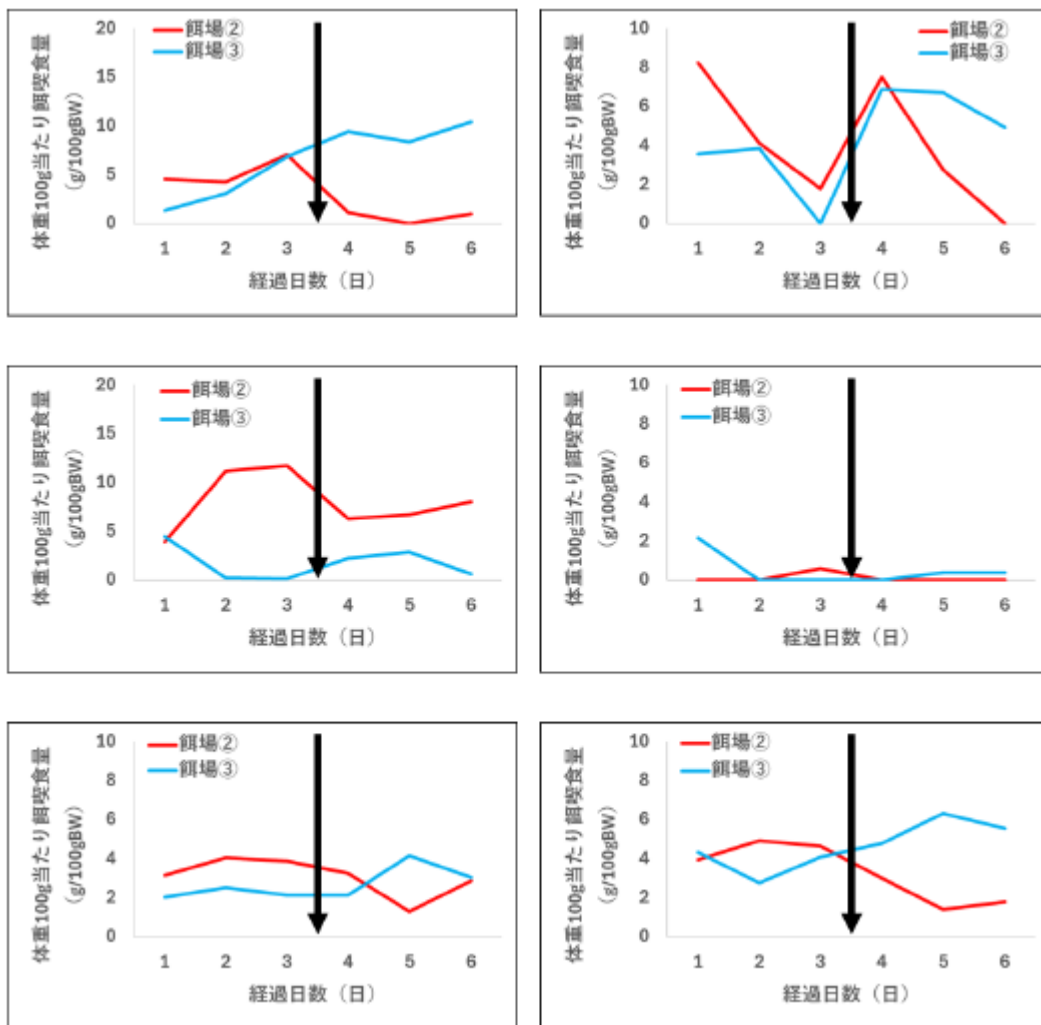 体重100g当たり餌喫食量
（g/100gBW）
20
15
10
5
0
餌場②
餌場③
1 2 3 4 5 6
経過日数（日）
体重100g当たり餌喫食量
（g/100gBW）
10
8
6
4
2
0
餌場②
餌場③
1 2 3 4 5 6
経過日数（日）
体重100g当たり餌喫食量
（g/100gBW）
20
15
10
5
0
餌場②
餌場③
1 2 3 4 5 6
経過日数（日）
体重100g当たり餌喫食量
（g/100gBW）
10
8
6
4
2
0
餌場②
餌場③
1 2 3 4 5 6
経過日数（日）
体重100g当たり餌喫食量
（g/100gBW）
10
8
6
4
2
0
餌場②
餌場③
1 2 3 4 5 6
経過日数（日）
体重100g当たり餌喫食量
（g/100gBW）
10
8
6
4
2
0
餌場②
餌場③
1 2 3 4 5 6
経過日数（日）